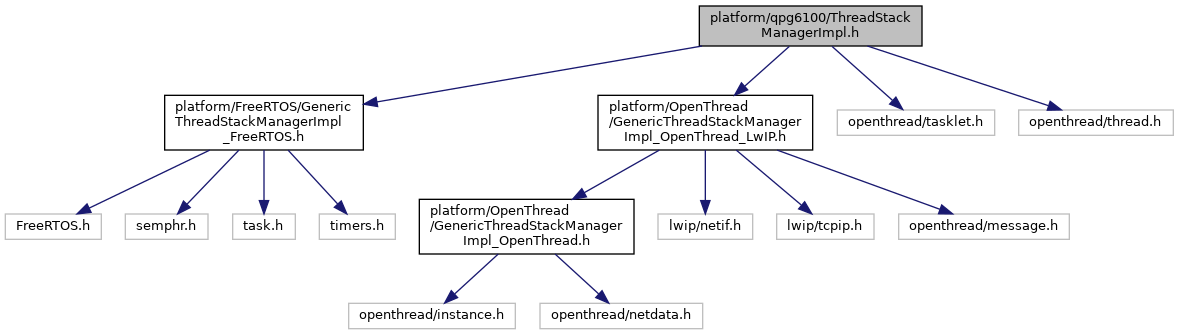 platform/qpg6100/ThreadStack
ManagerImpl.h
platform/FreeRTOS/Generic
ThreadStackManagerImpl
_FreeRTOS.h
platform/OpenThread
/GenericThreadStackManager
Impl_OpenThread_LwIP.h
openthread/tasklet.h
openthread/thread.h
FreeRTOS.h
semphr.h
task.h
timers.h
platform/OpenThread
/GenericThreadStackManager
Impl_OpenThread.h
lwip/netif.h
lwip/tcpip.h
openthread/message.h
openthread/instance.h
openthread/netdata.h